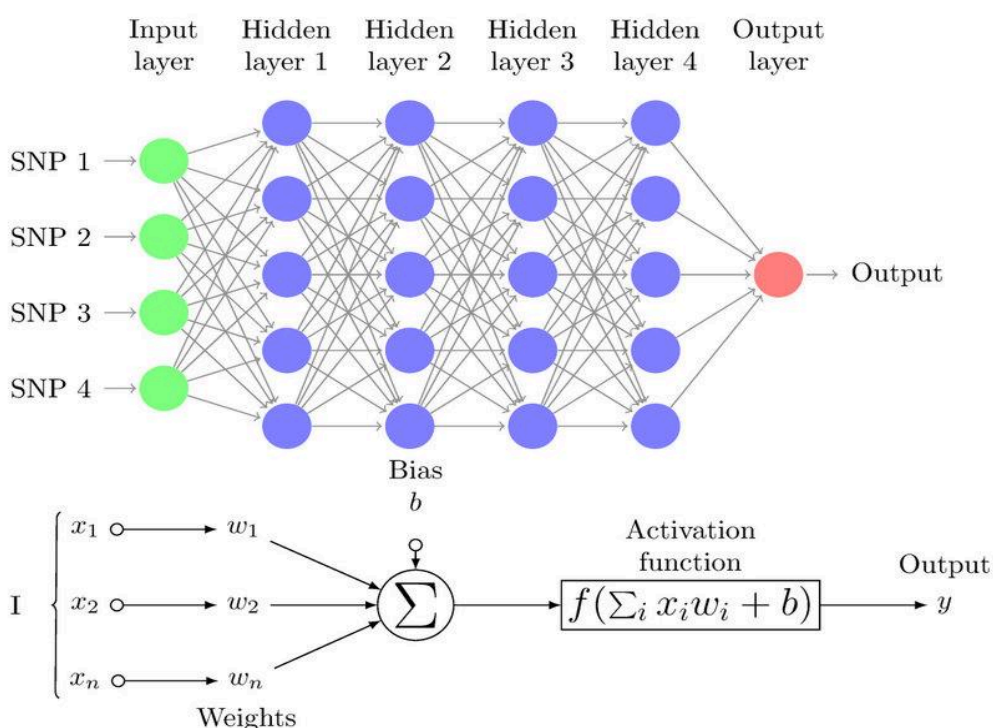 Input layer
Hidden layer 1
Hidden layer 2
Hidden layer 3
Hidden layer 4
Output layer
SNP 1
SNP 2
SNP 3
SNP 4
Output
Bias
b
I
x₁
w₁
x₂
w₂
xₙ
wₙ
Weights
∑
Activation
function
f(∑ᵢ xᵢwᵢ + b)
Output
y